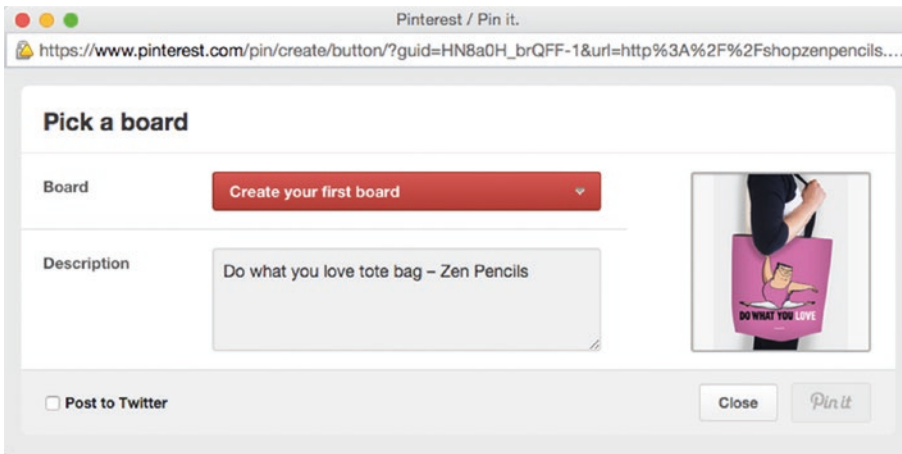 Pinterest / Pin it.
https://www.pinterest.com/pin/create/button/?guid=HN8a0H_brQFF-1&url=http%3A%2F%2Fshopzenpencils....
Pick a board
Board
Create your first board
Description
Do what you love tote bag – Zen Pencils
DO WHAT YOU LOVE
Post to Twitter
Close
Pin it